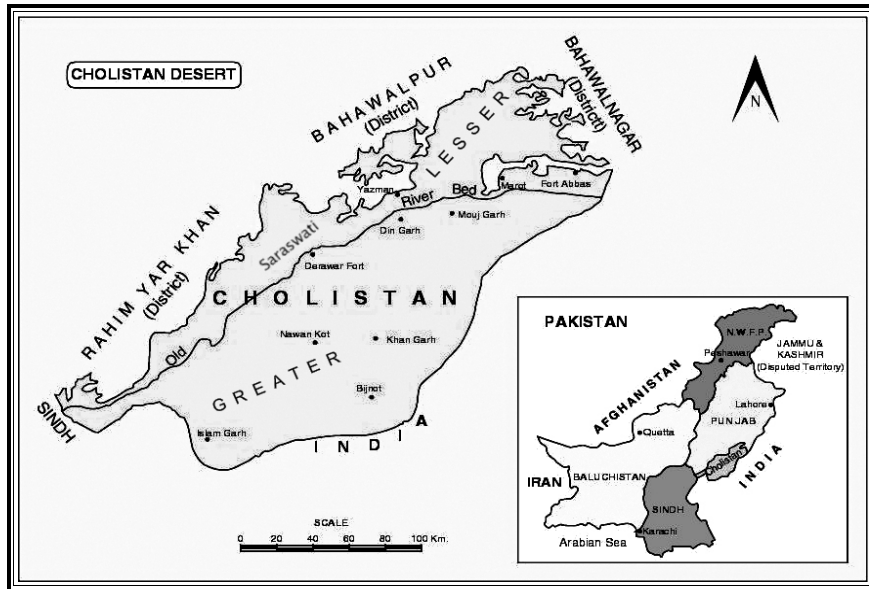 CHOLISTAN DESERT
BAHAWALPUR
(District)
BAHAWALNAGAR
(District)
RAHIM YAR KHAN
(District)
SINDH
LESSER
Yazman
Marot
Fort Abbas
Old Saraswati River Bed
Mouj Garh
Din Garh
Derawar Fort
CHOLISTAN
Nawan Kot
Khan Garh
GREATER
Bijnot
Islam Garh
INDIA
N
SCALE
0 20 40 60 80 100 Km.
PAKISTAN
N.W.F.P.
Peshawar
JAMMU &
KASHMIR
(Disputed Territory)
AFGHANISTAN
Lahore
PUNJAB
Quetta
Cholistan
INDIA
IRAN
BALUCHISTAN
SINDH
Karachi
Arabian Sea